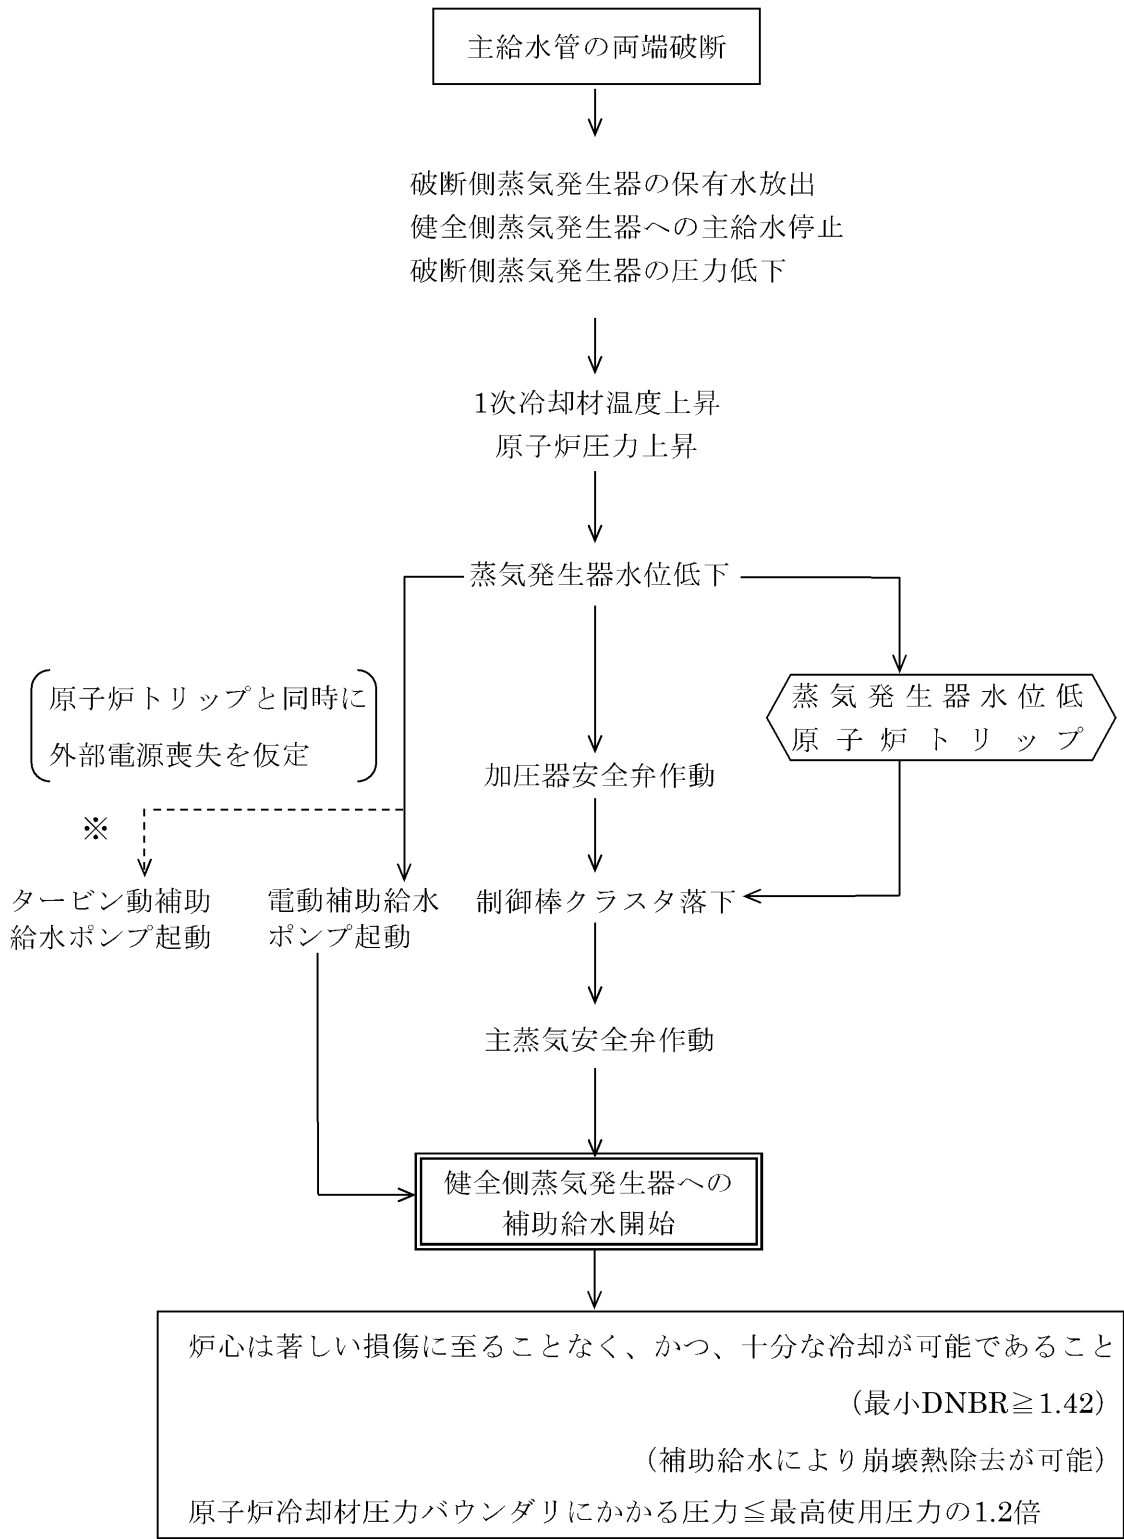 主給水管の両端破断
破断側蒸気発生器の保有水放出
健全側蒸気発生器への主給水停止
破断側蒸気発生器の圧力低下
1次冷却材温度上昇
原子炉圧力上昇
蒸気発生器水位低下
原子炉トリップと同時に
外部電源喪失を仮定
蒸気発生器水位低
原子炉トリップ
加圧器安全弁作動
※
タービン動補助
給水ポンプ起動
電動補助給水
ポンプ起動
制御棒クラスタ落下
主蒸気安全弁作動
健全側蒸気発生器への
補助給水開始
炉心は著しい損傷に至ることなく、かつ、十分な冷却が可能であること
（最小DNBR≧1.42）
（補助給水により崩壊熱除去が可能）
原子炉冷却材圧力バウンダリにかかる圧力≦最高使用圧力の1.2倍